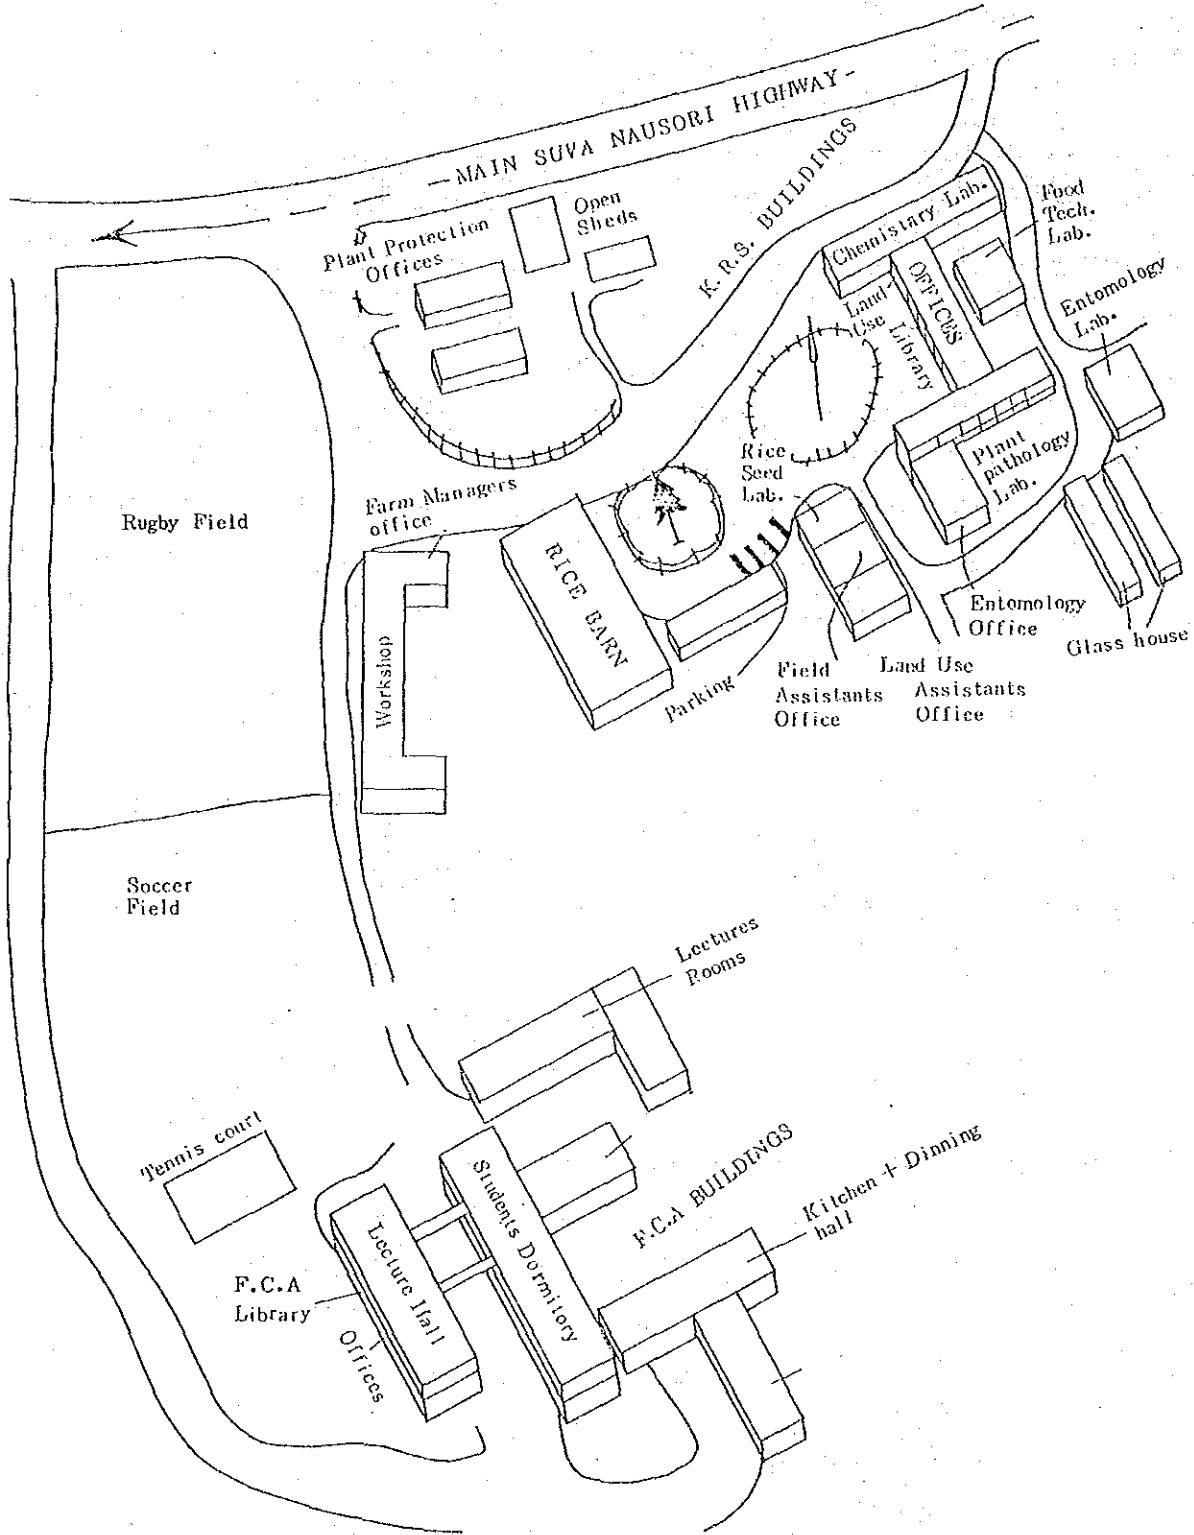 —MAIN SUVA NAUSORI HIGHWAY-
K.R.S. BUILDINGS
Open
Sheds
Plant Protection
Offices
Chemistary Lab.
Food
Tech.
Lab.
OFFICES
Land
Use
Library
Entomology
Lab.
Plant
pathology
Lab.
Rice
Seed
Lab.
Farm Managers
office
Rugby Field
RICE BARN
Workshop
Parking
Field
Assistants
Office
Land Use
Assistants
Office
Entomology
Office
Glass house
Soccer
Field
Lectures
Rooms
Tennis court
Students Dormitory
F.C.A BUILDINGS
Kitchen + Dinning
hall
Lecture Hall
F.C.A
Library
Offices